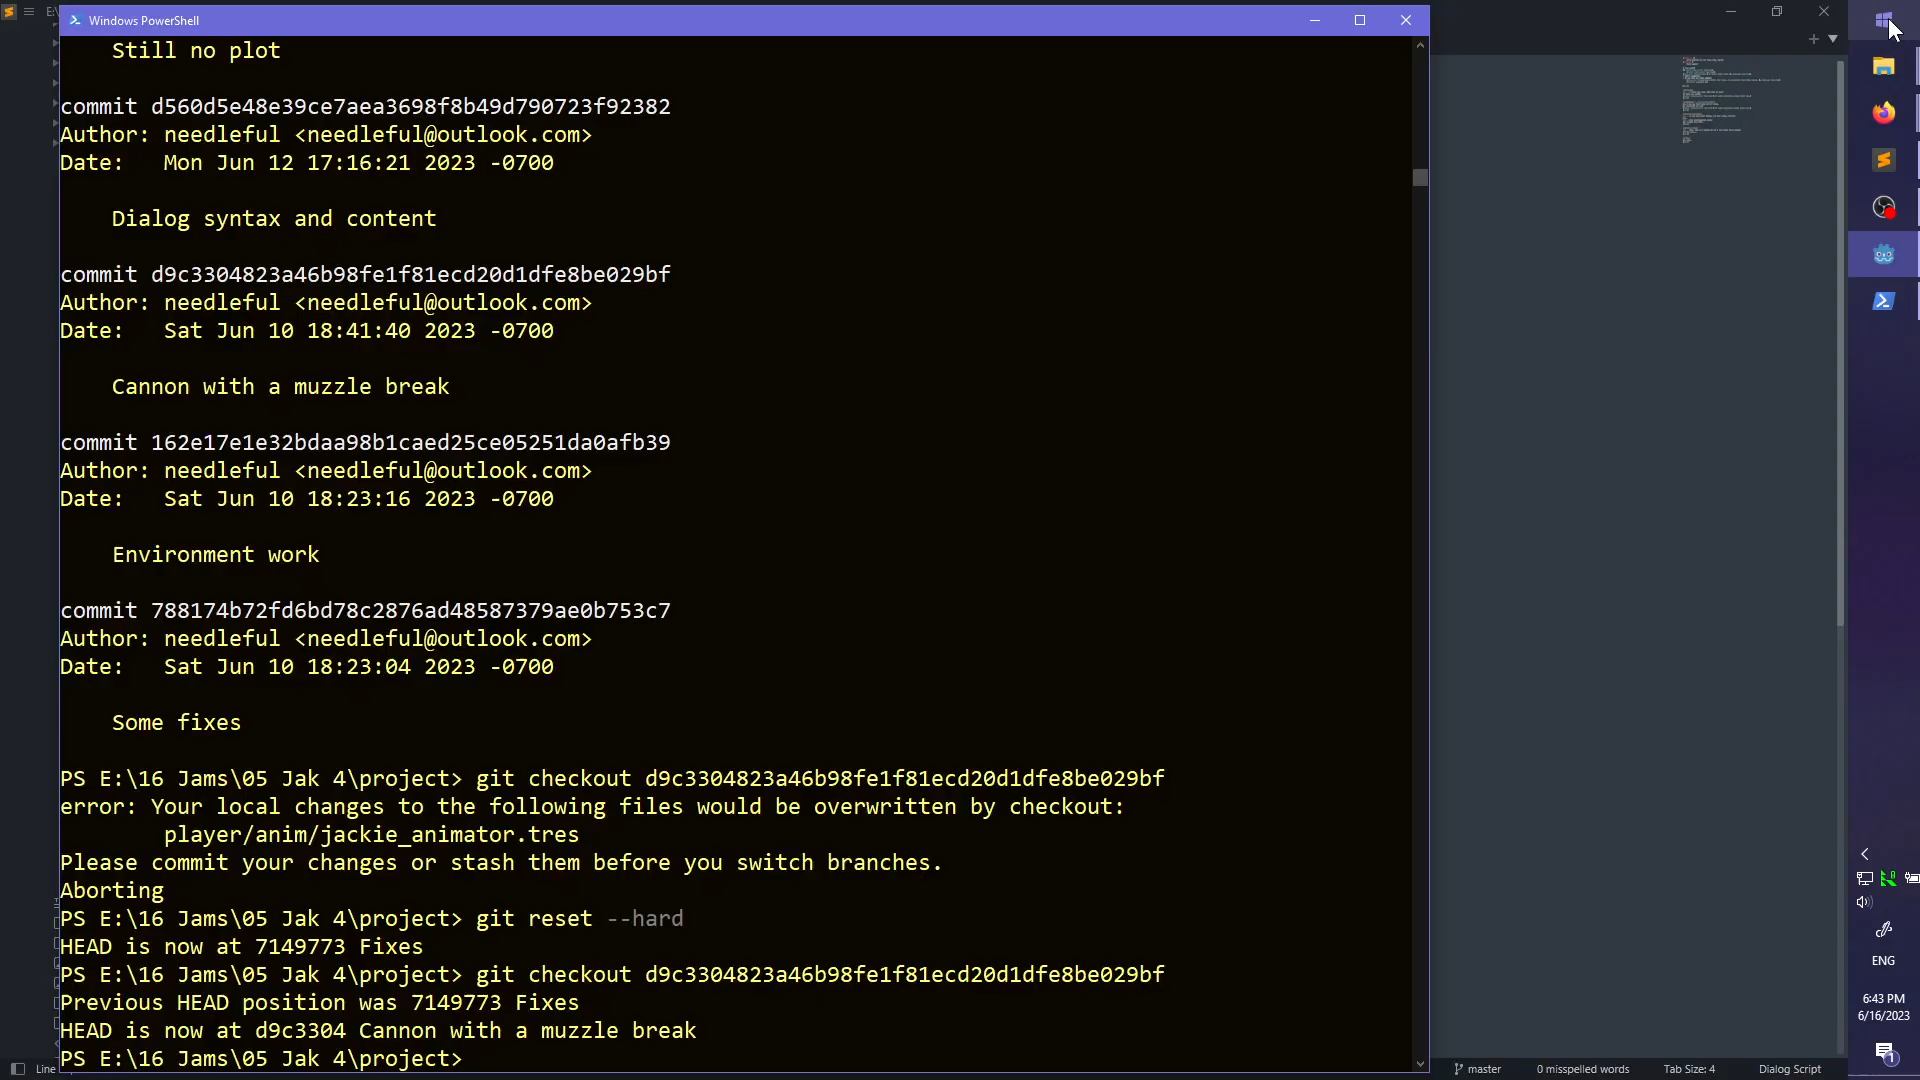 E:\
Windows PowerShell
Still no plot
commit d560d5e48e39ce7aea3698f8b49d790723f92382
Author: needleful <needleful@outlook.com>
Date:   Mon Jun 12 17:16:21 2023 -0700
Dialog syntax and content
commit d9c3304823a46b98fe1f81ecd20d1dfe8be029bf
Author: needleful <needleful@outlook.com>
Date:   Sat Jun 10 18:41:40 2023 -0700
Cannon with a muzzle break
commit 162e17e1e32bdaa98b1caed25ce05251da0afb39
Author: needleful <needleful@outlook.com>
Date:   Sat Jun 10 18:23:16 2023 -0700
Environment work
commit 788174b72fd6bd78c2876ad48587379ae0b753c7
Author: needleful <needleful@outlook.com>
Date:   Sat Jun 10 18:23:04 2023 -0700
Some fixes
PS E:\16 Jams\05 Jak 4\project> git checkout d9c3304823a46b98fe1f81ecd20d1dfe8be029bf
error: Your local changes to the following files would be overwritten by checkout:
player/anim/jackie_animator.tres
Please commit your changes or stash them before you switch branches.
Aborting
PS E:\16 Jams\05 Jak 4\project> git reset --hard
HEAD is now at 7149773 Fixes
PS E:\16 Jams\05 Jak 4\project> git checkout d9c3304823a46b98fe1f81ecd20d1dfe8be029bf
Previous HEAD position was 7149773 Fixes
HEAD is now at d9c3304 Cannon with a muzzle break
PS E:\16 Jams\05 Jak 4\project>
Line
master
0 misspelled words
Tab Size: 4
Dialog Script
ENG
6:43 PM
6/16/2023
1